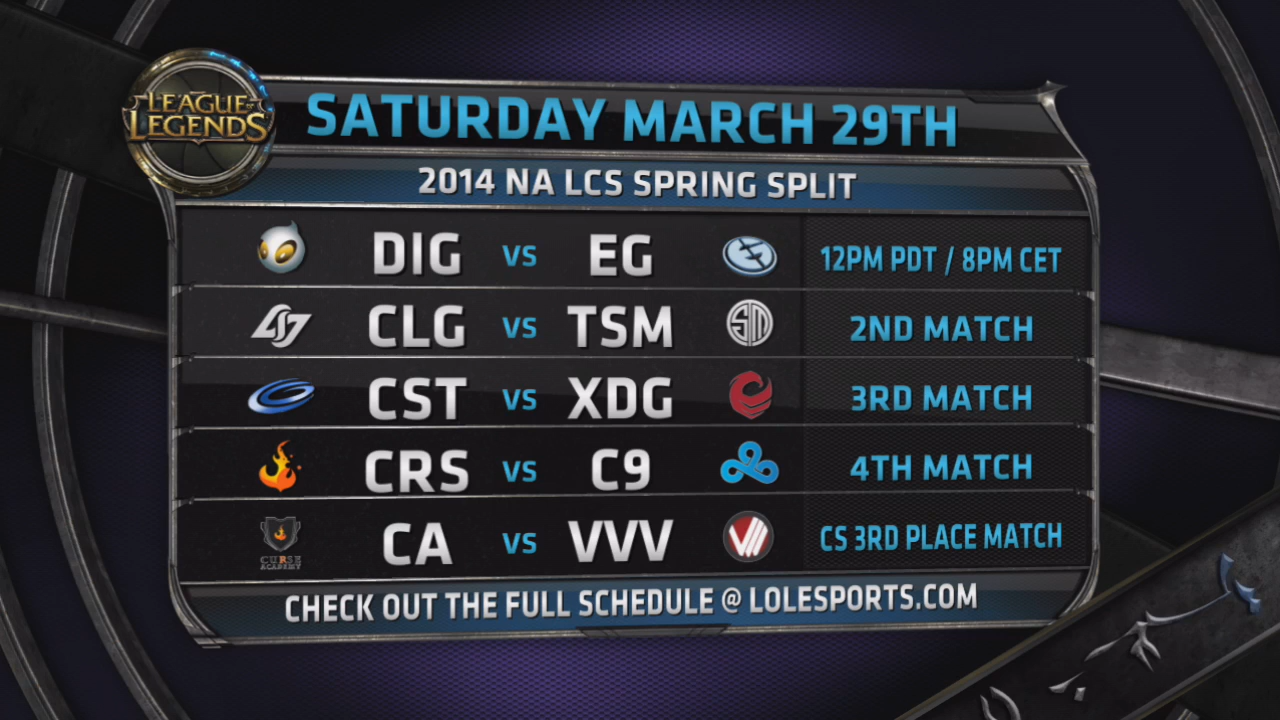 LEAGUE OF LEGENDS
SATURDAY MARCH 29TH
2014 NA LCS SPRING SPLIT
DIG VS EG 12PM PDT / 8PM CET
CLG VS TSM 2ND MATCH
CST VS XDG 3RD MATCH
CRS VS C9 4TH MATCH
CURSE ACADEMY CA VS VVV CS 3RD PLACE MATCH
CHECK OUT THE FULL SCHEDULE @ LOLESPORTS.COM